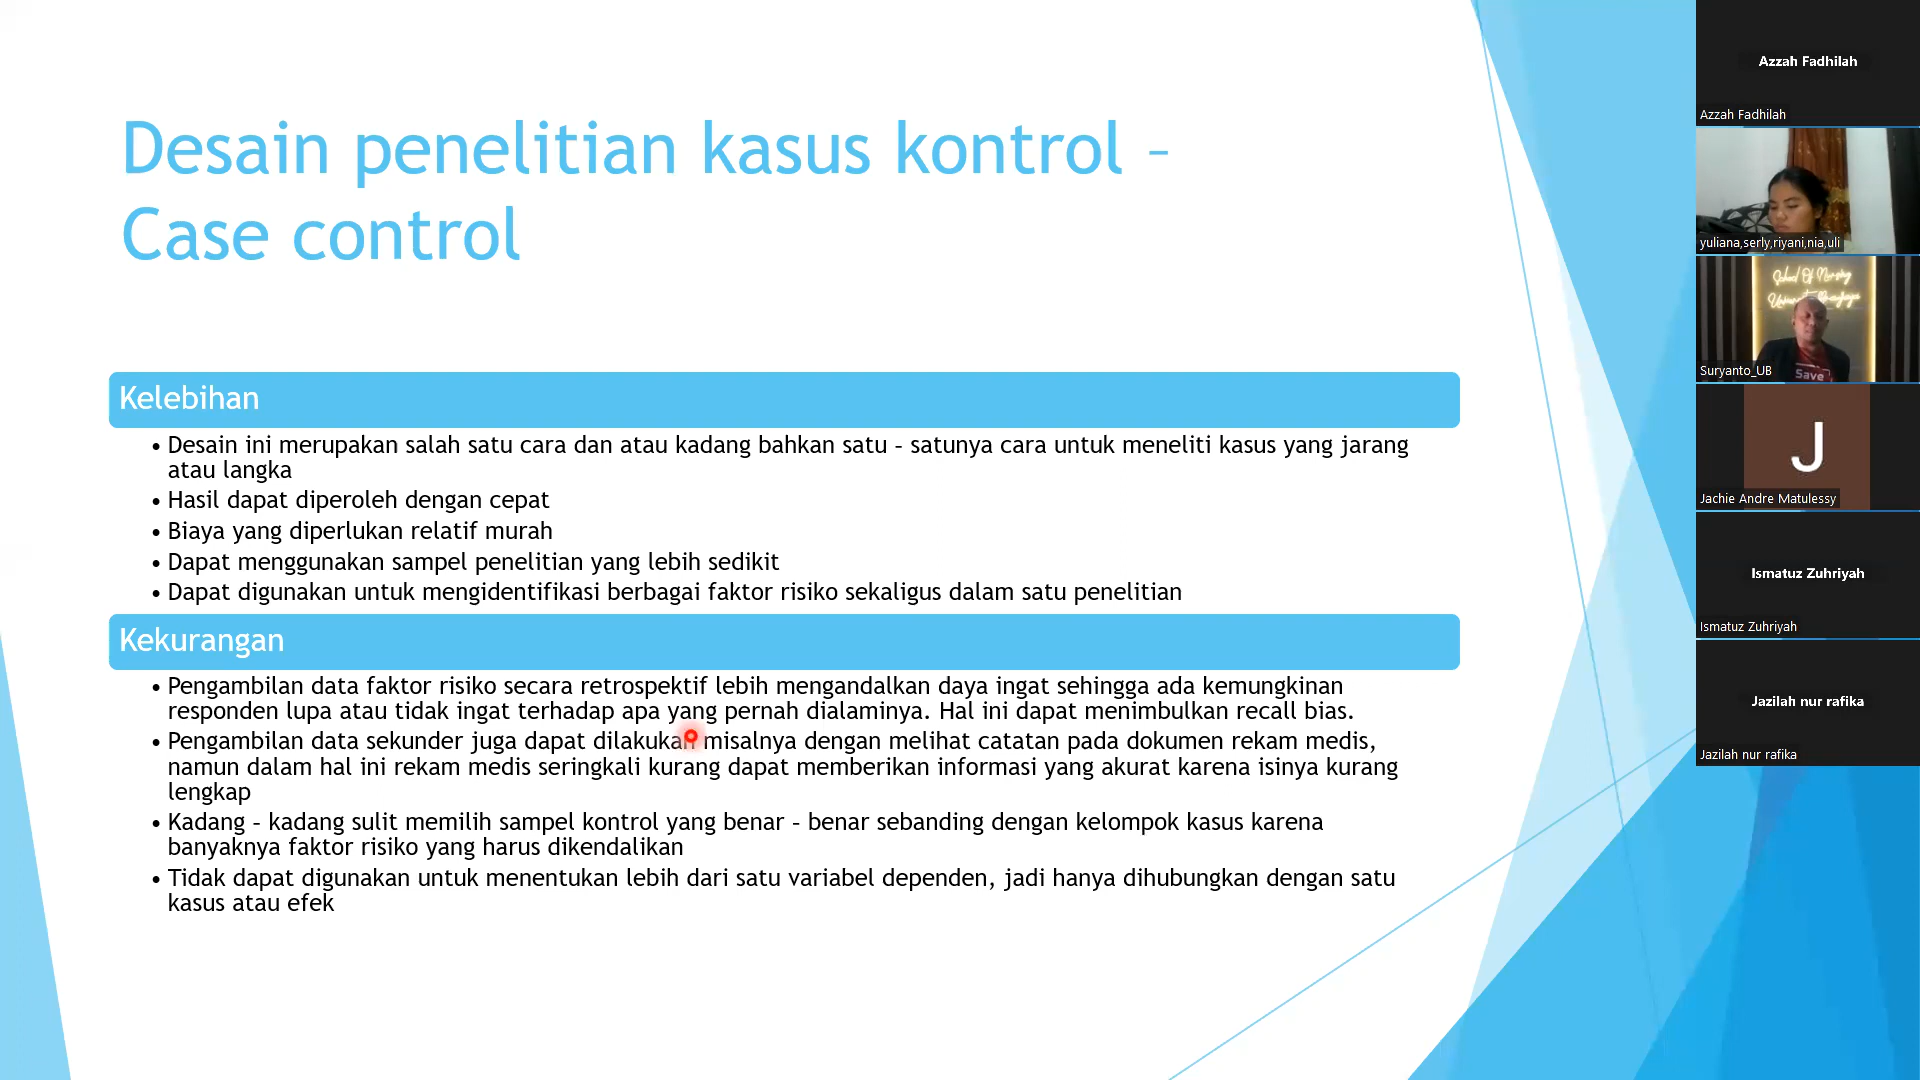 Desain penelitian kasus kontrol –
Case control
Kelebihan
• Desain ini merupakan salah satu cara dan atau kadang bahkan satu – satunya cara untuk meneliti kasus yang jarang
atau langka
• Hasil dapat diperoleh dengan cepat
• Biaya yang diperlukan relatif murah
• Dapat menggunakan sampel penelitian yang lebih sedikit
• Dapat digunakan untuk mengidentifikasi berbagai faktor risiko sekaligus dalam satu penelitian
Kekurangan
• Pengambilan data faktor risiko secara retrospektif lebih mengandalkan daya ingat sehingga ada kemungkinan
responden lupa atau tidak ingat terhadap apa yang pernah dialaminya. Hal ini dapat menimbulkan recall bias.
• Pengambilan data sekunder juga dapat dilakukan misalnya dengan melihat catatan pada dokumen rekam medis,
namun dalam hal ini rekam medis seringkali kurang dapat memberikan informasi yang akurat karena isinya kurang
lengkap
• Kadang – kadang sulit memilih sampel kontrol yang benar – benar sebanding dengan kelompok kasus karena
banyaknya faktor risiko yang harus dikendalikan
• Tidak dapat digunakan untuk menentukan lebih dari satu variabel dependen, jadi hanya dihubungkan dengan satu
kasus atau efek
Azzah Fadhilah
Azzah Fadhilah
yuliana,serly,riyani,nia,uli
School Of Nursing
Save
Suryanto_UB
J
Jachie Andre Matulessy
Ismatuz Zuhriyah
Ismatuz Zuhriyah
Jazilah nur rafika
Jazilah nur rafika